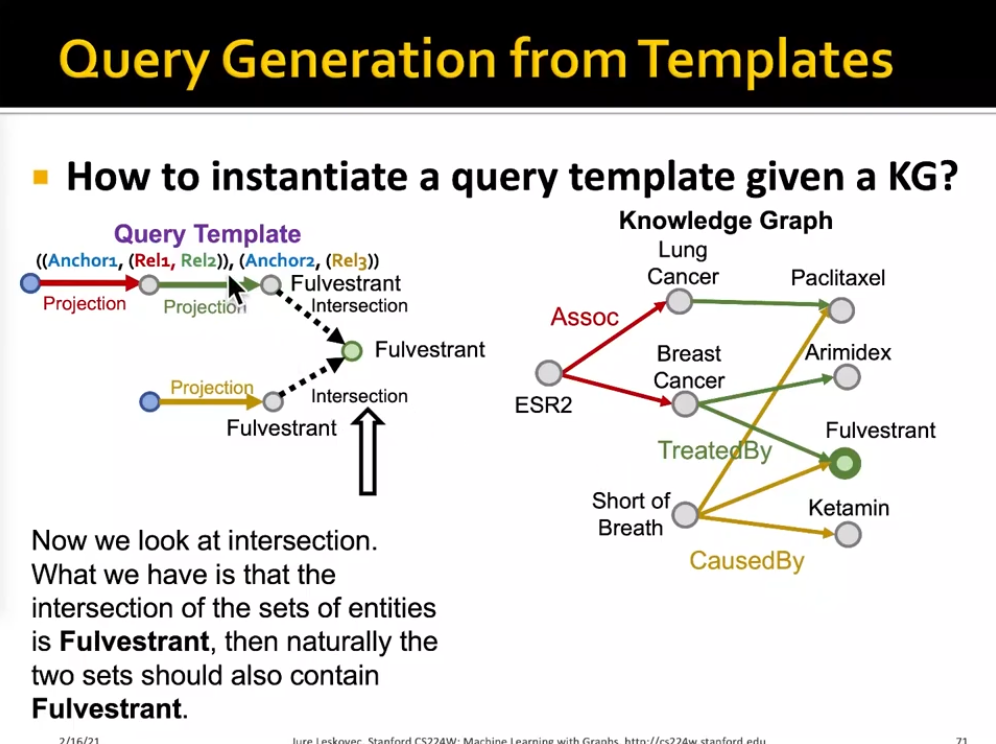 Query Generation from Templates
How to instantiate a query template given a KG?
Query Template
((Anchor1, (Rel1, Rel2)), (Anchor2, (Rel3))
Projection
Projection
Fulvestrant
Intersection
Fulvestrant
Projection
Intersection
Fulvestrant
Now we look at intersection.
What we have is that the
intersection of the sets of entities
is Fulvestrant, then naturally the
two sets should also contain
Fulvestrant.
Knowledge Graph
Lung
Cancer
Paclitaxel
Assoc
Breast
Cancer
Arimidex
ESR2
Fulvestrant
TreatedBy
Short of
Breath
Ketamin
CausedBy
2/16/21
Jure Leskovec, Stanford CS224W: Machine Learning with Graphs, http://cs224w.stanford.edu
71